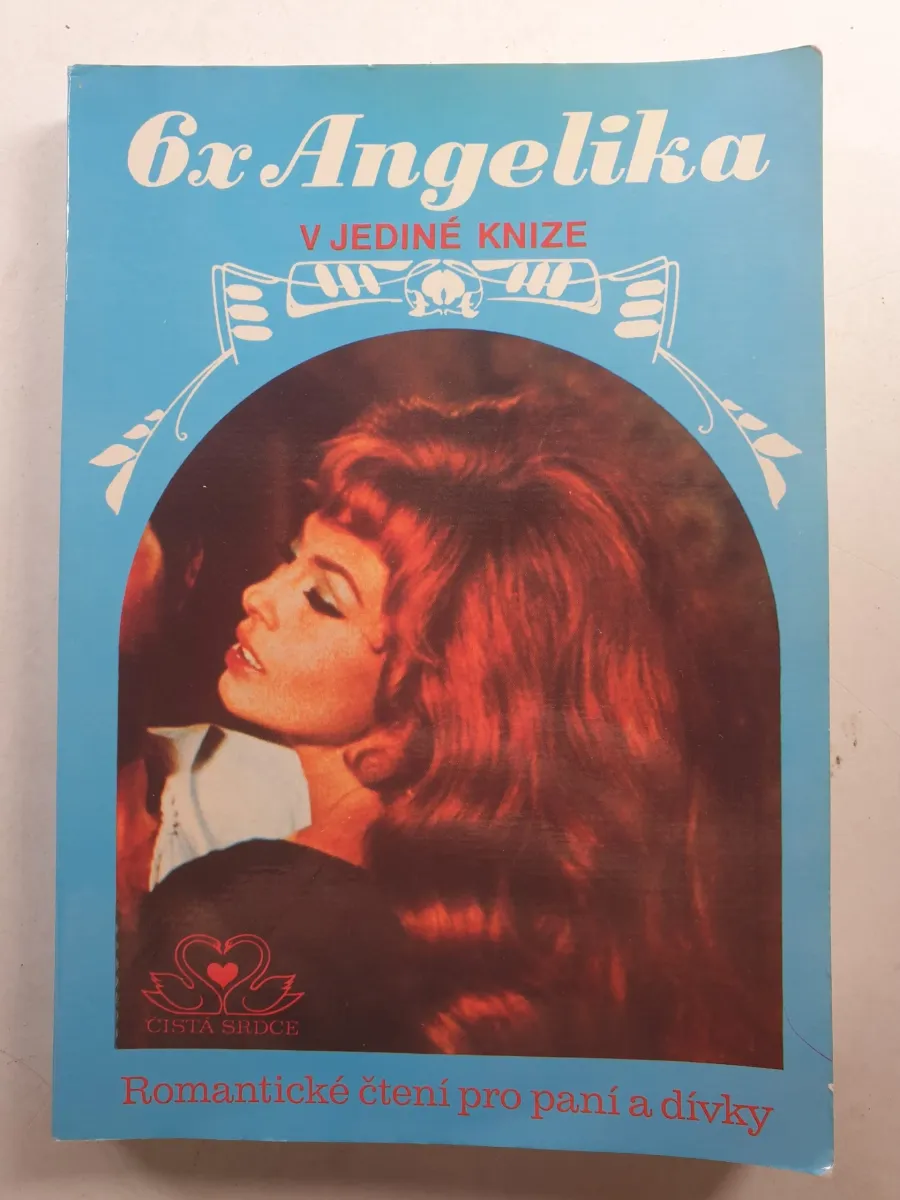 6x Angelika
V JEDINÉ KNIZE
ČISTÁ SRDCE
Romantické čtení pro paní a dívky